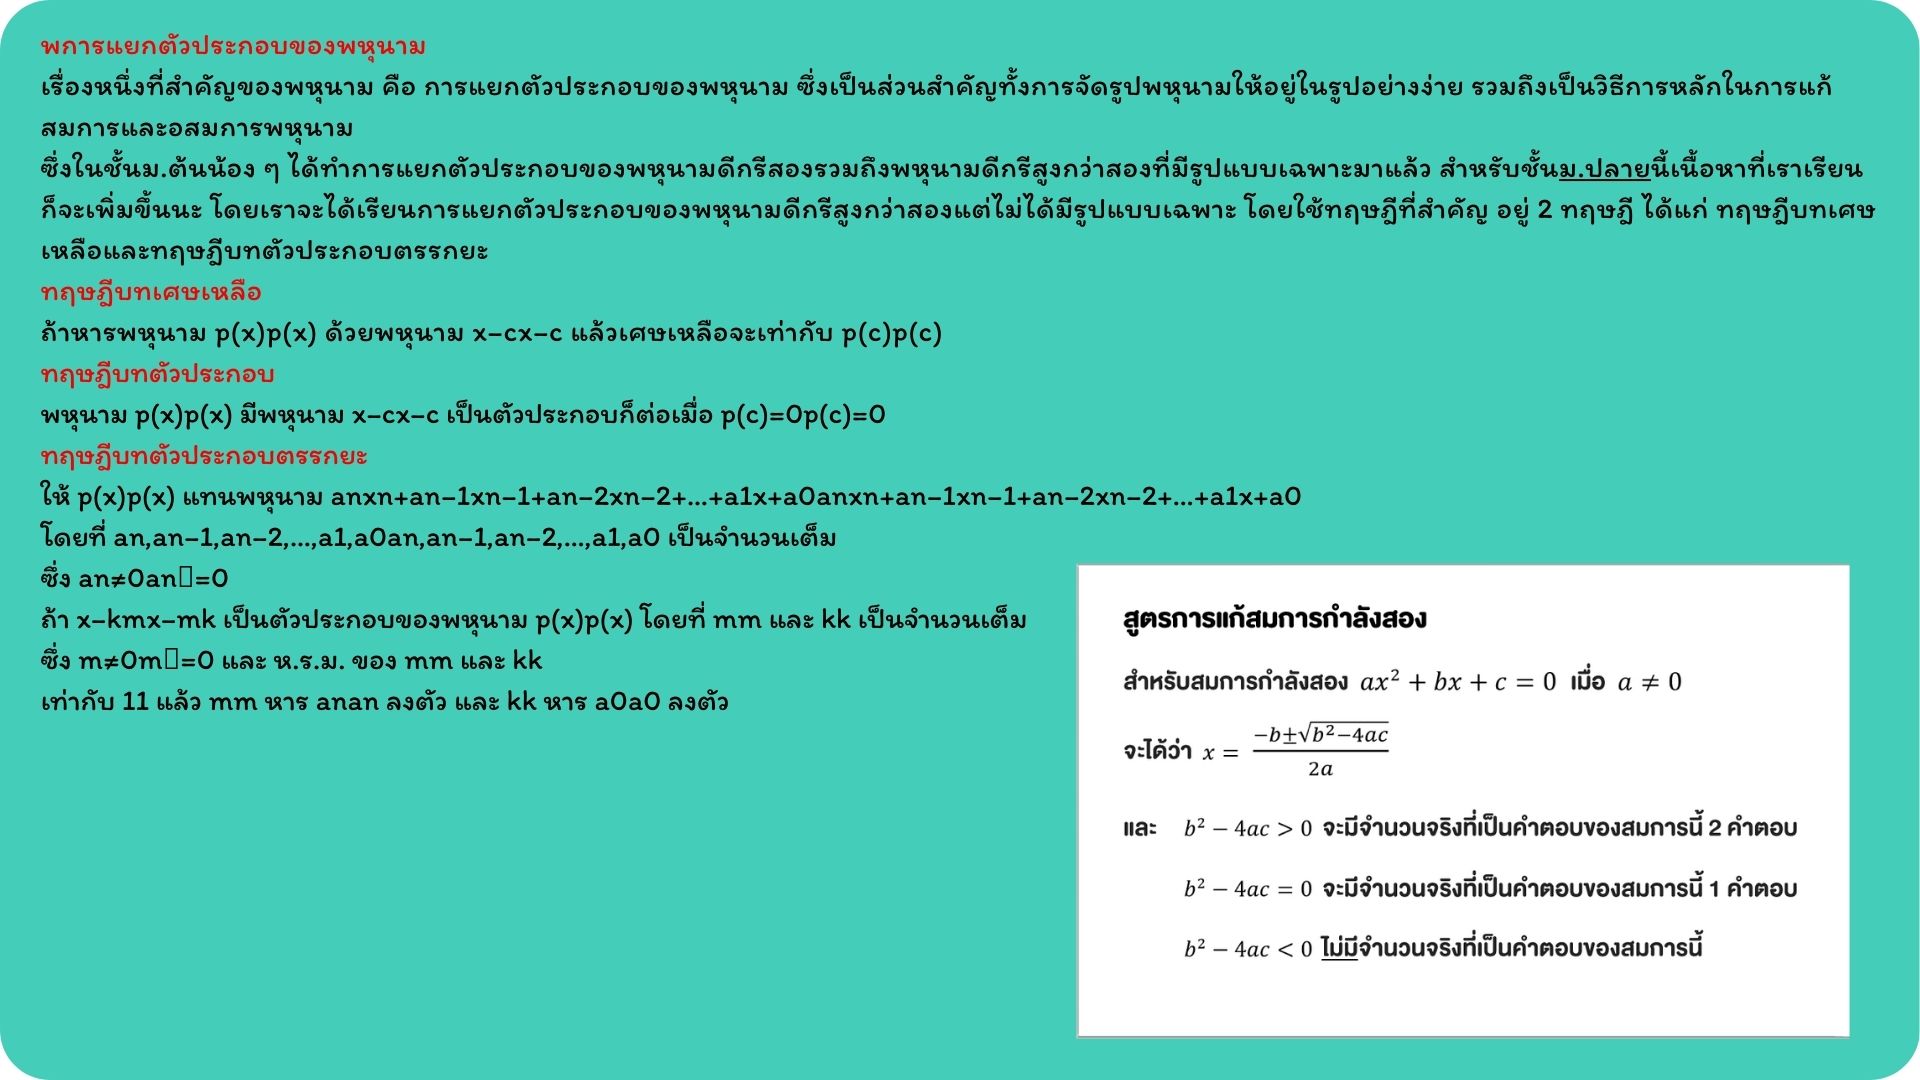 พการแยกตัวประกอบของพหุนาม
เรื่องหนึ่งที่สำคัญของพหุนาม คือ การแยกตัวประกอบของพหุนาม ซึ่งเป็นส่วนสำคัญทั้งการจัดรูปพหุนามให้อยู่ในรูปอย่างง่าย รวมถึงเป็นวิธีการหลักในการแก้
สมการและอสมการพหุนาม
ซึ่งในชั้นม.ต้นน้อง ๆ ได้ทำการแยกตัวประกอบของพหุนามดีกรีสองรวมถึงพหุนามดีกรีสูงกว่าสองที่มีรูปแบบเฉพาะมาแล้ว สำหรับชั้นม.ปลายนี้เนื้อหาที่เราเรียน
ก็จะเพิ่มขึ้นนะ โดยเราจะได้เรียนการแยกตัวประกอบของพหุนามดีกรีสูงกว่าสองแต่ไม่ได้มีรูปแบบเฉพาะ โดยใช้ทฤษฎีที่สำคัญ อยู่ 2 ทฤษฎี ได้แก่ ทฤษฎีบทเศษ
เหลือและทฤษฎีบทตัวประกอบตรรกยะ
ทฤษฎีบทเศษเหลือ
ถ้าหารพหุนาม p(x)p(x) ด้วยพหุนาม x−cx−c แล้วเศษเหลือจะเท่ากับ p(c)p(c)
ทฤษฎีบทตัวประกอบ
พหุนาม p(x)p(x) มีพหุนาม x−cx−c เป็นตัวประกอบก็ต่อเมื่อ p(c)=0p(c)=0
ทฤษฎีบทตัวประกอบตรรกยะ
ให้ p(x)p(x) แทนพหุนาม anxn+an−1xn−1+an−2xn−2+...+a1x+a0anxn+an−1xn−1+an−2xn−2+...+a1x+a0
โดยที่ an,an−1,an−2,...,a1,a0an,an−1,an−2,...,a1,a0 เป็นจำนวนเต็ม
ซึ่ง an≠0an▯=0
ถ้า x−kmx−mk เป็นตัวประกอบของพหุนาม p(x)p(x) โดยที่ mm และ kk เป็นจำนวนเต็ม
ซึ่ง m≠0m▯=0 และ ห.ร.ม. ของ mm และ kk
เท่ากับ 11 แล้ว mm หาร anan ลงตัว และ kk หาร a0a0 ลงตัว
สูตรการแก้สมการกำลังสอง
สำหรับสมการกำลังสอง ax² + bx + c = 0 เมื่อ a ≠ 0
จะได้ว่า x = (−b±√(b²−4ac))/2a
และ b² − 4ac > 0 จะมีจำนวนจริงที่เป็นคำตอบของสมการนี้ 2 คำตอบ
b² − 4ac = 0 จะมีจำนวนจริงที่เป็นคำตอบของสมการนี้ 1 คำตอบ
b² − 4ac < 0 ไม่มีจำนวนจริงที่เป็นคำตอบของสมการนี้